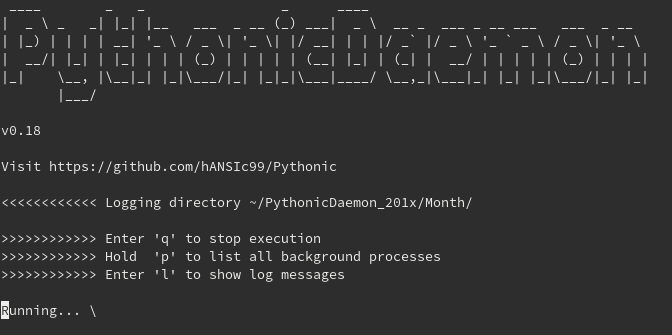 PythonicDaemon
v0.18
Visit https://github.com/hANSIc99/Pythonic
<<<<<<<<<<<< Logging directory ~/PythonicDaemon_201x/Month/
>>>>>>>>>>>> Enter 'q' to stop execution
>>>>>>>>>>>> Hold  'p' to list all background processes
>>>>>>>>>>>> Enter 'l' to show log messages
Running... \